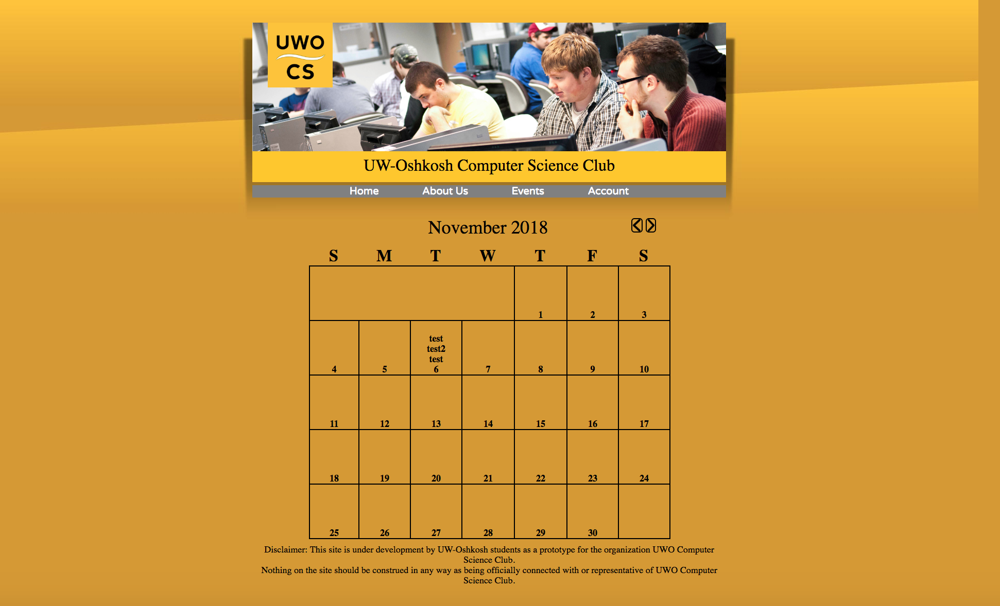 UWO
CS
UW-Oshkosh Computer Science Club
Home About Us Events Account
November 2018
S M T W T F S
1 2 3
test
test2
test
4 5 6 7 8 9 10
11 12 13 14 15 16 17
18 19 20 21 22 23 24
25 26 27 28 29 30
Disclaimer: This site is under development by UW-Oshkosh students as a prototype for the organization UWO Computer
Science Club.
Nothing on the site should be construed in any way as being officially connected with or representative of UWO Computer
Science Club.